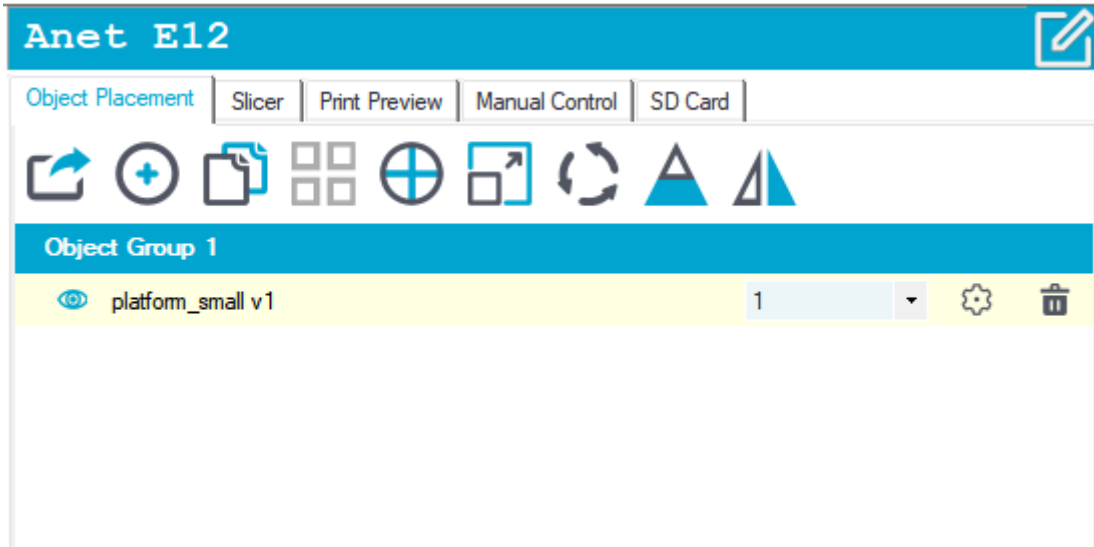 Anet E12
Object Placement Slicer Print Preview Manual Control SD Card
Object Group 1
platform_small v1 1